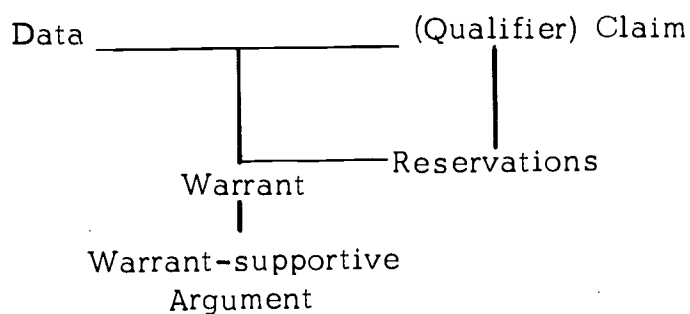 Data
(Qualifier) Claim
Warrant
Reservations
Warrant-supportive
Argument